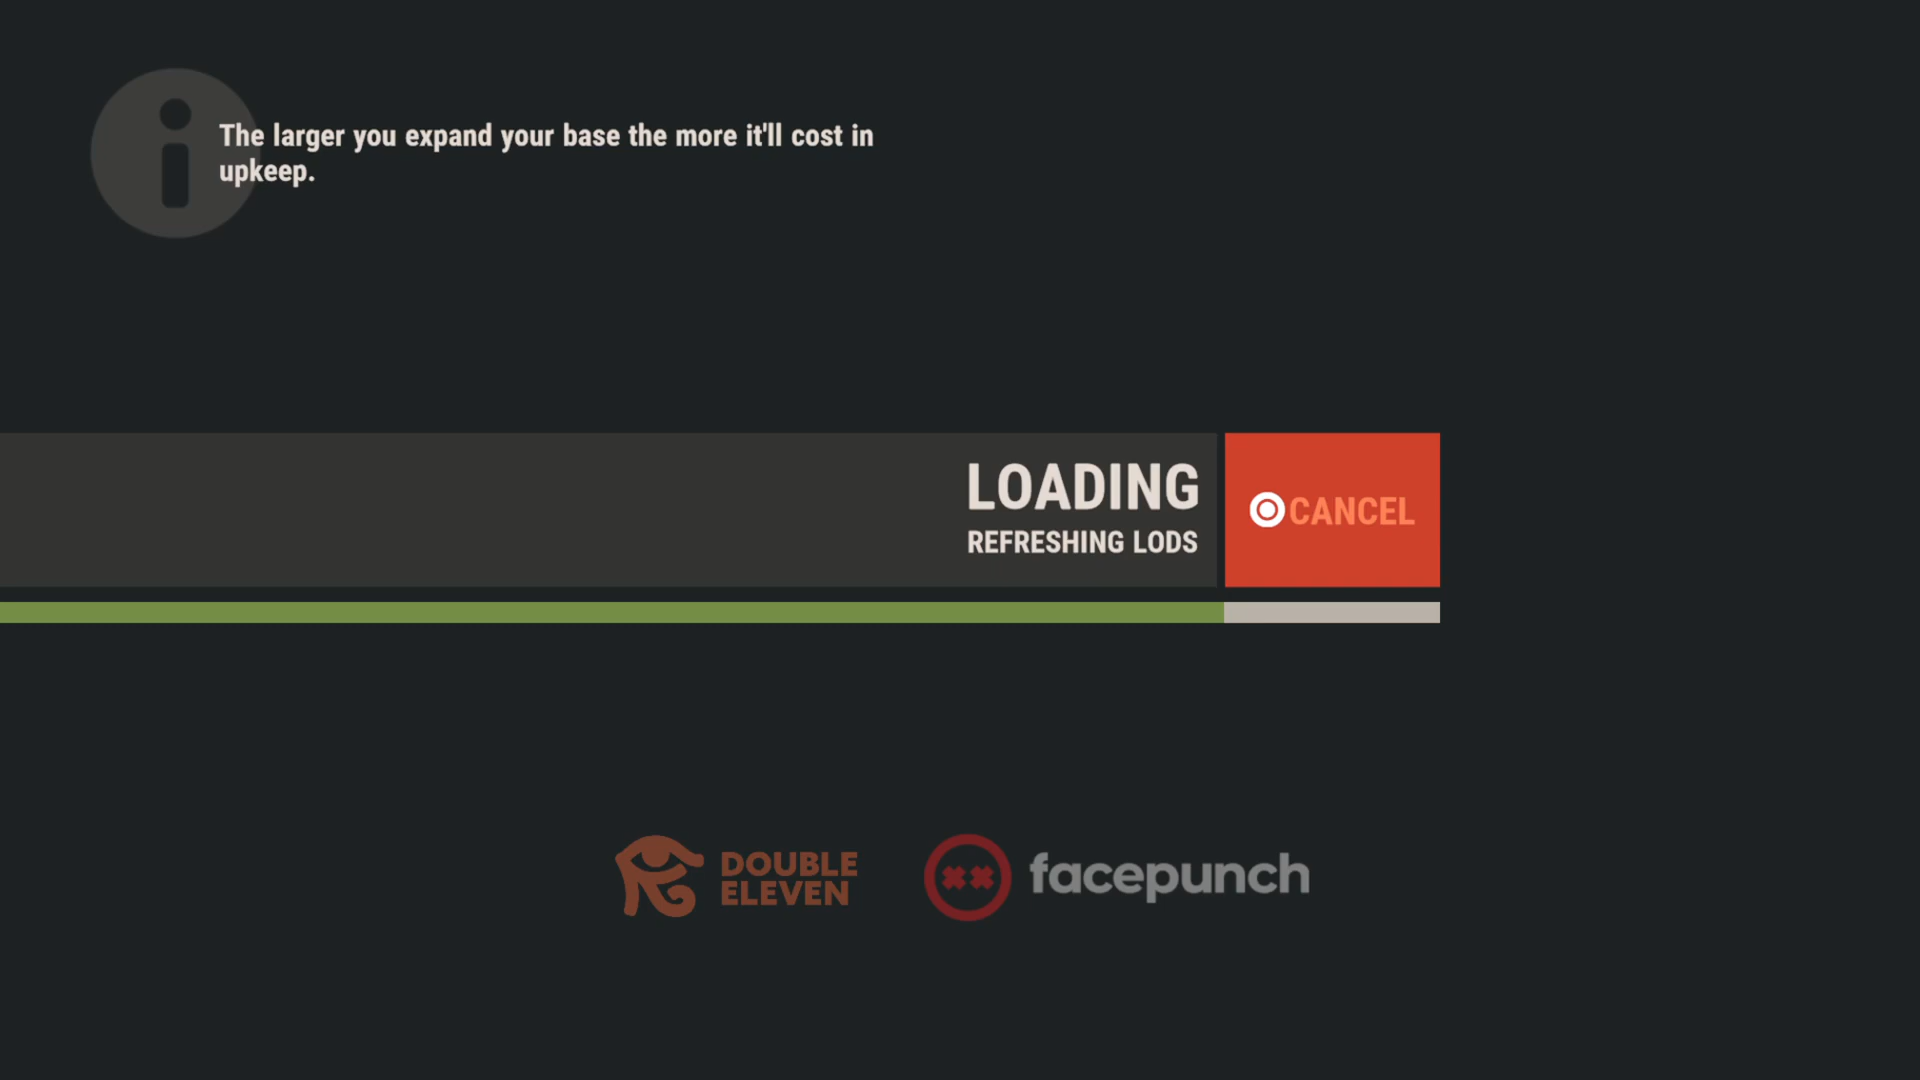 The larger you expand your base the more it'll cost in
upkeep.
LOADING
REFRESHING LODS
CANCEL
DOUBLE
ELEVEN
facepunch